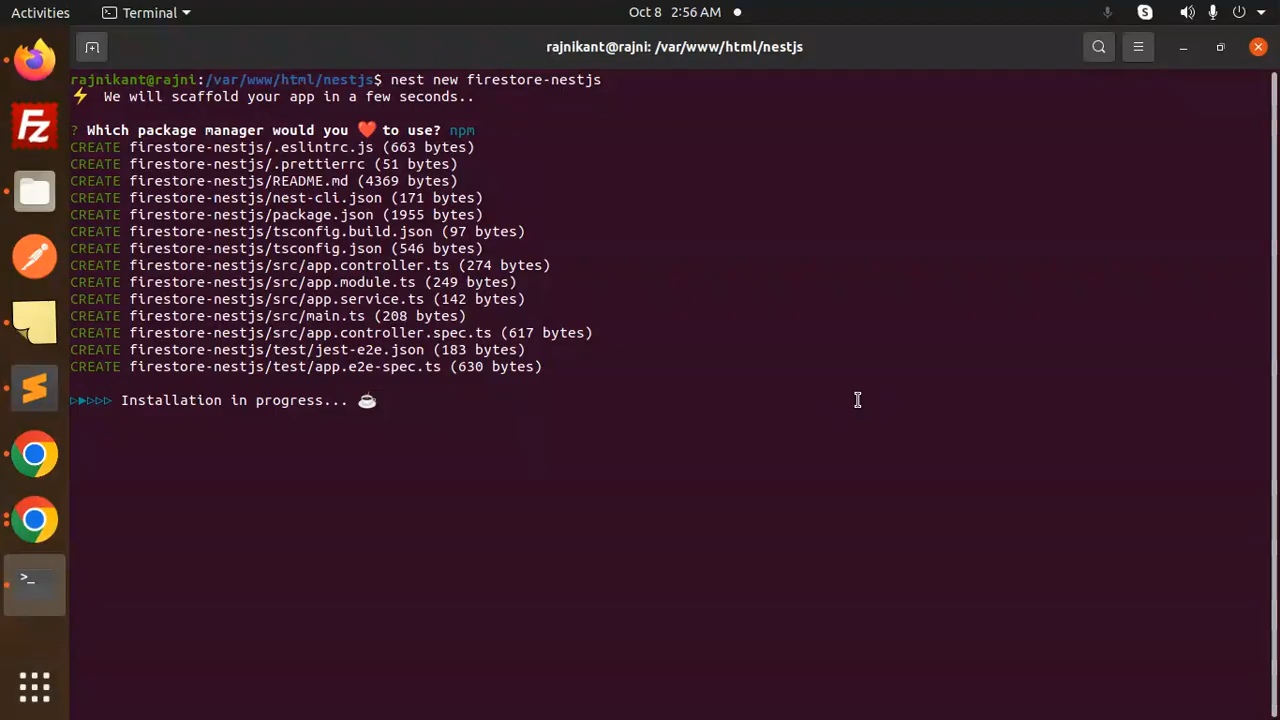 Activities Terminal Oct 8 2:56 AM
rajnikant@rajni: /var/www/html/nestjs
rajnikant@rajni:/var/www/html/nestjs$ nest new firestore-nestjs
⚡ We will scaffold your app in a few seconds..
? Which package manager would you ❤️ to use? npm
CREATE firestore-nestjs/.eslintrc.js (663 bytes)
CREATE firestore-nestjs/.prettierrc (51 bytes)
CREATE firestore-nestjs/README.md (4369 bytes)
CREATE firestore-nestjs/nest-cli.json (171 bytes)
CREATE firestore-nestjs/package.json (1955 bytes)
CREATE firestore-nestjs/tsconfig.build.json (97 bytes)
CREATE firestore-nestjs/tsconfig.json (546 bytes)
CREATE firestore-nestjs/src/app.controller.ts (274 bytes)
CREATE firestore-nestjs/src/app.module.ts (249 bytes)
CREATE firestore-nestjs/src/app.service.ts (142 bytes)
CREATE firestore-nestjs/src/main.ts (208 bytes)
CREATE firestore-nestjs/src/app.controller.spec.ts (617 bytes)
CREATE firestore-nestjs/test/jest-e2e.json (183 bytes)
CREATE firestore-nestjs/test/app.e2e-spec.ts (630 bytes)
▷▶▷▷▷ Installation in progress... ☕